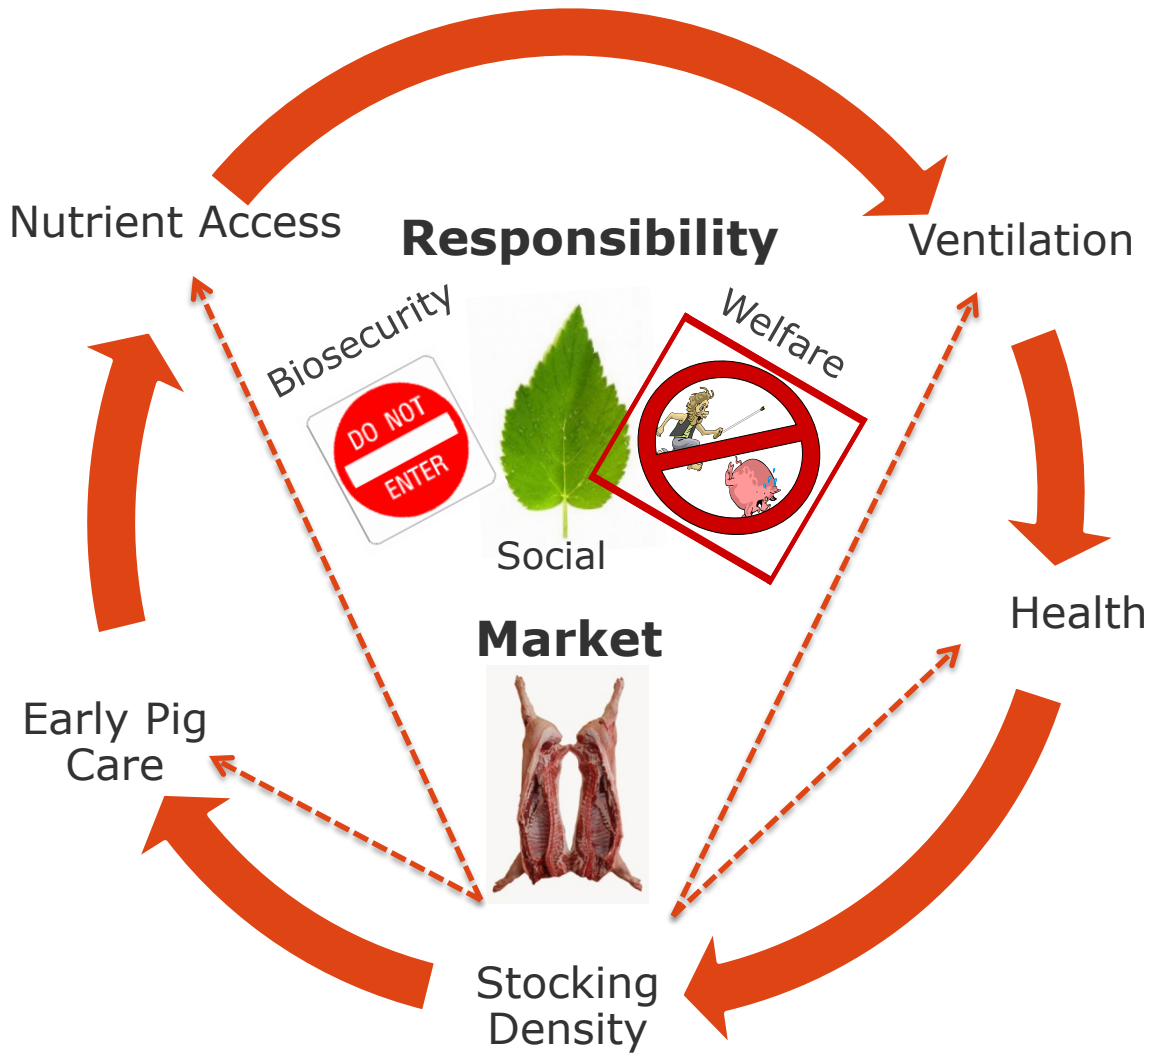 Nutrient Access
Responsibility
Ventilation
Biosecurity
Welfare
DO NOT
ENTER
Social
Health
Market
Early Pig
Care
Stocking
Density